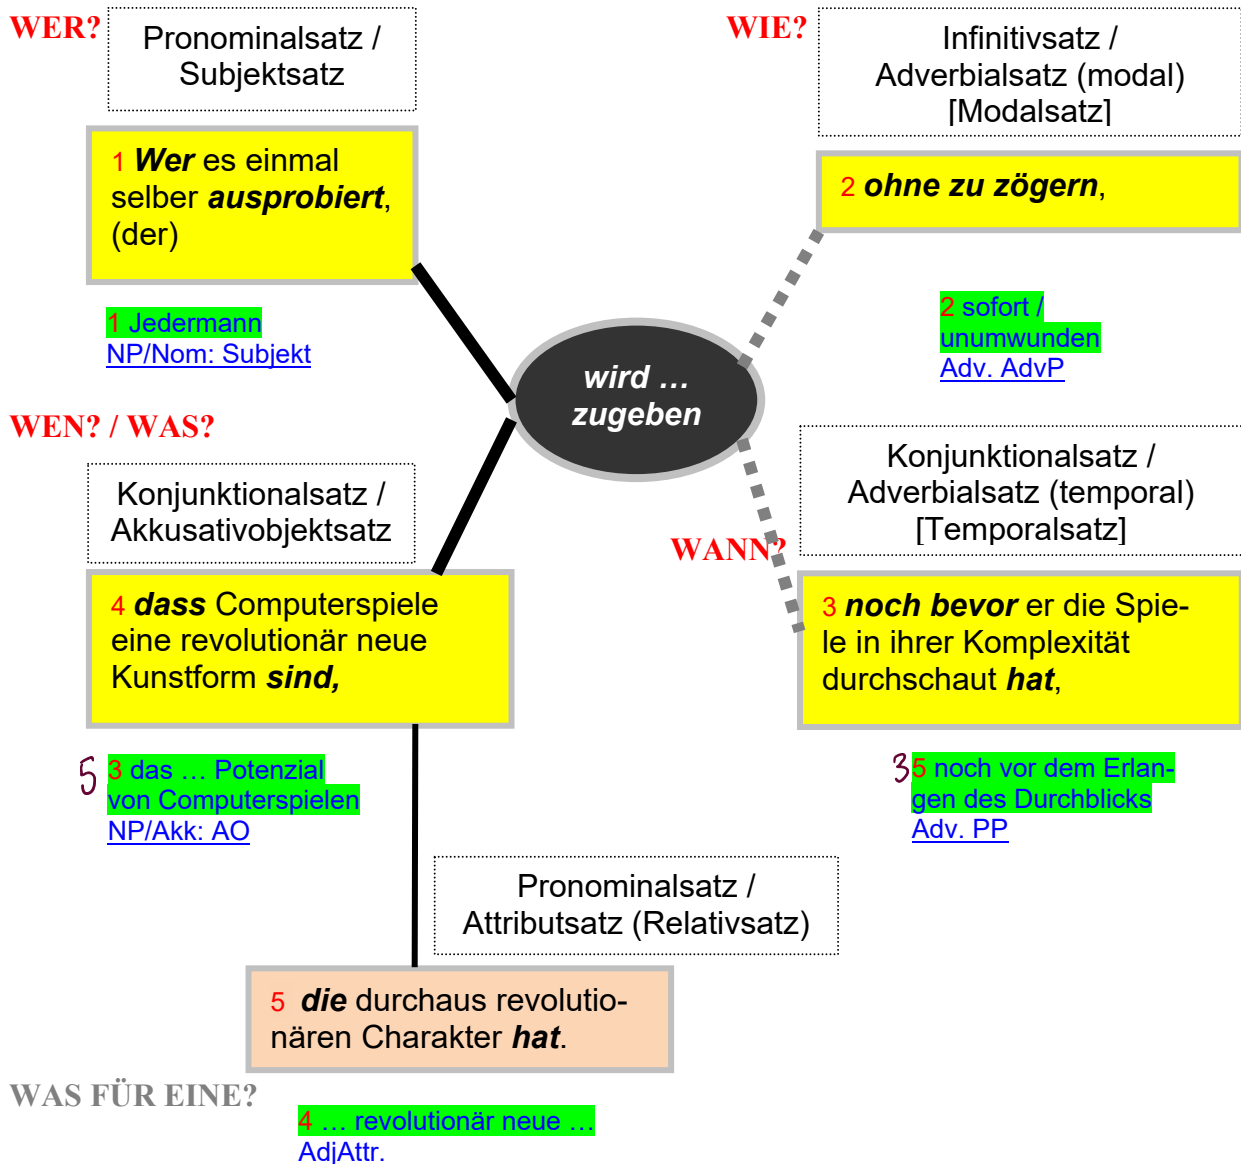 WER?
Pronominalsatz /
Subjektsatz
1 Wer es einmal
selber ausprobiert,
(der)
1 Jedermann
NP/Nom: Subjekt
WIE?
Infinitivsatz /
Adverbialsatz (modal)
[Modalsatz]
2 ohne zu zögern,
2 sofort /
unumwunden
Adv. AdvP
wird …
zugeben
WEN? / WAS?
Konjunktionalsatz /
Akkusativobjektsatz
4 dass Computerspiele
eine revolutionär neue
Kunstform sind,
5 3 das … Potenzial
von Computerspielen
NP/Akk: AO
WANN?
Konjunktionalsatz /
Adverbialsatz (temporal)
[Temporalsatz]
3 noch bevor er die Spie-
le in ihrer Komplexität
durchschaut hat,
3 5 noch vor dem Erlan-
gen des Durchblicks
Adv. PP
Pronominalsatz /
Attributsatz (Relativsatz)
5 die durchaus revolutio-
nären Charakter hat.
WAS FÜR EINE?
4 … revolutionär neue …
AdjAttr.